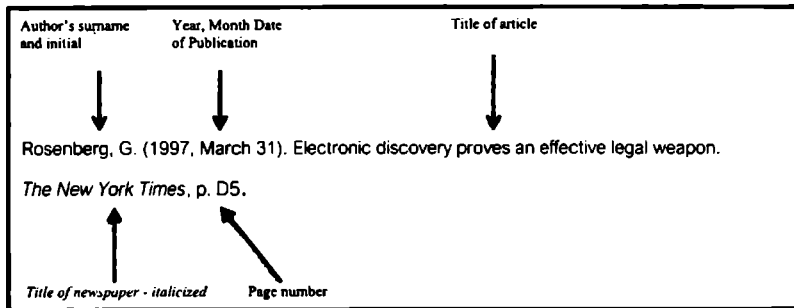 Author's surname Year, Month Date Title of article
and initial of Publication
Rosenberg, G. (1997, March 31). Electronic discovery proves an effective legal weapon.
The New York Times, p. D5.
Title of newspaper - italicized Page number